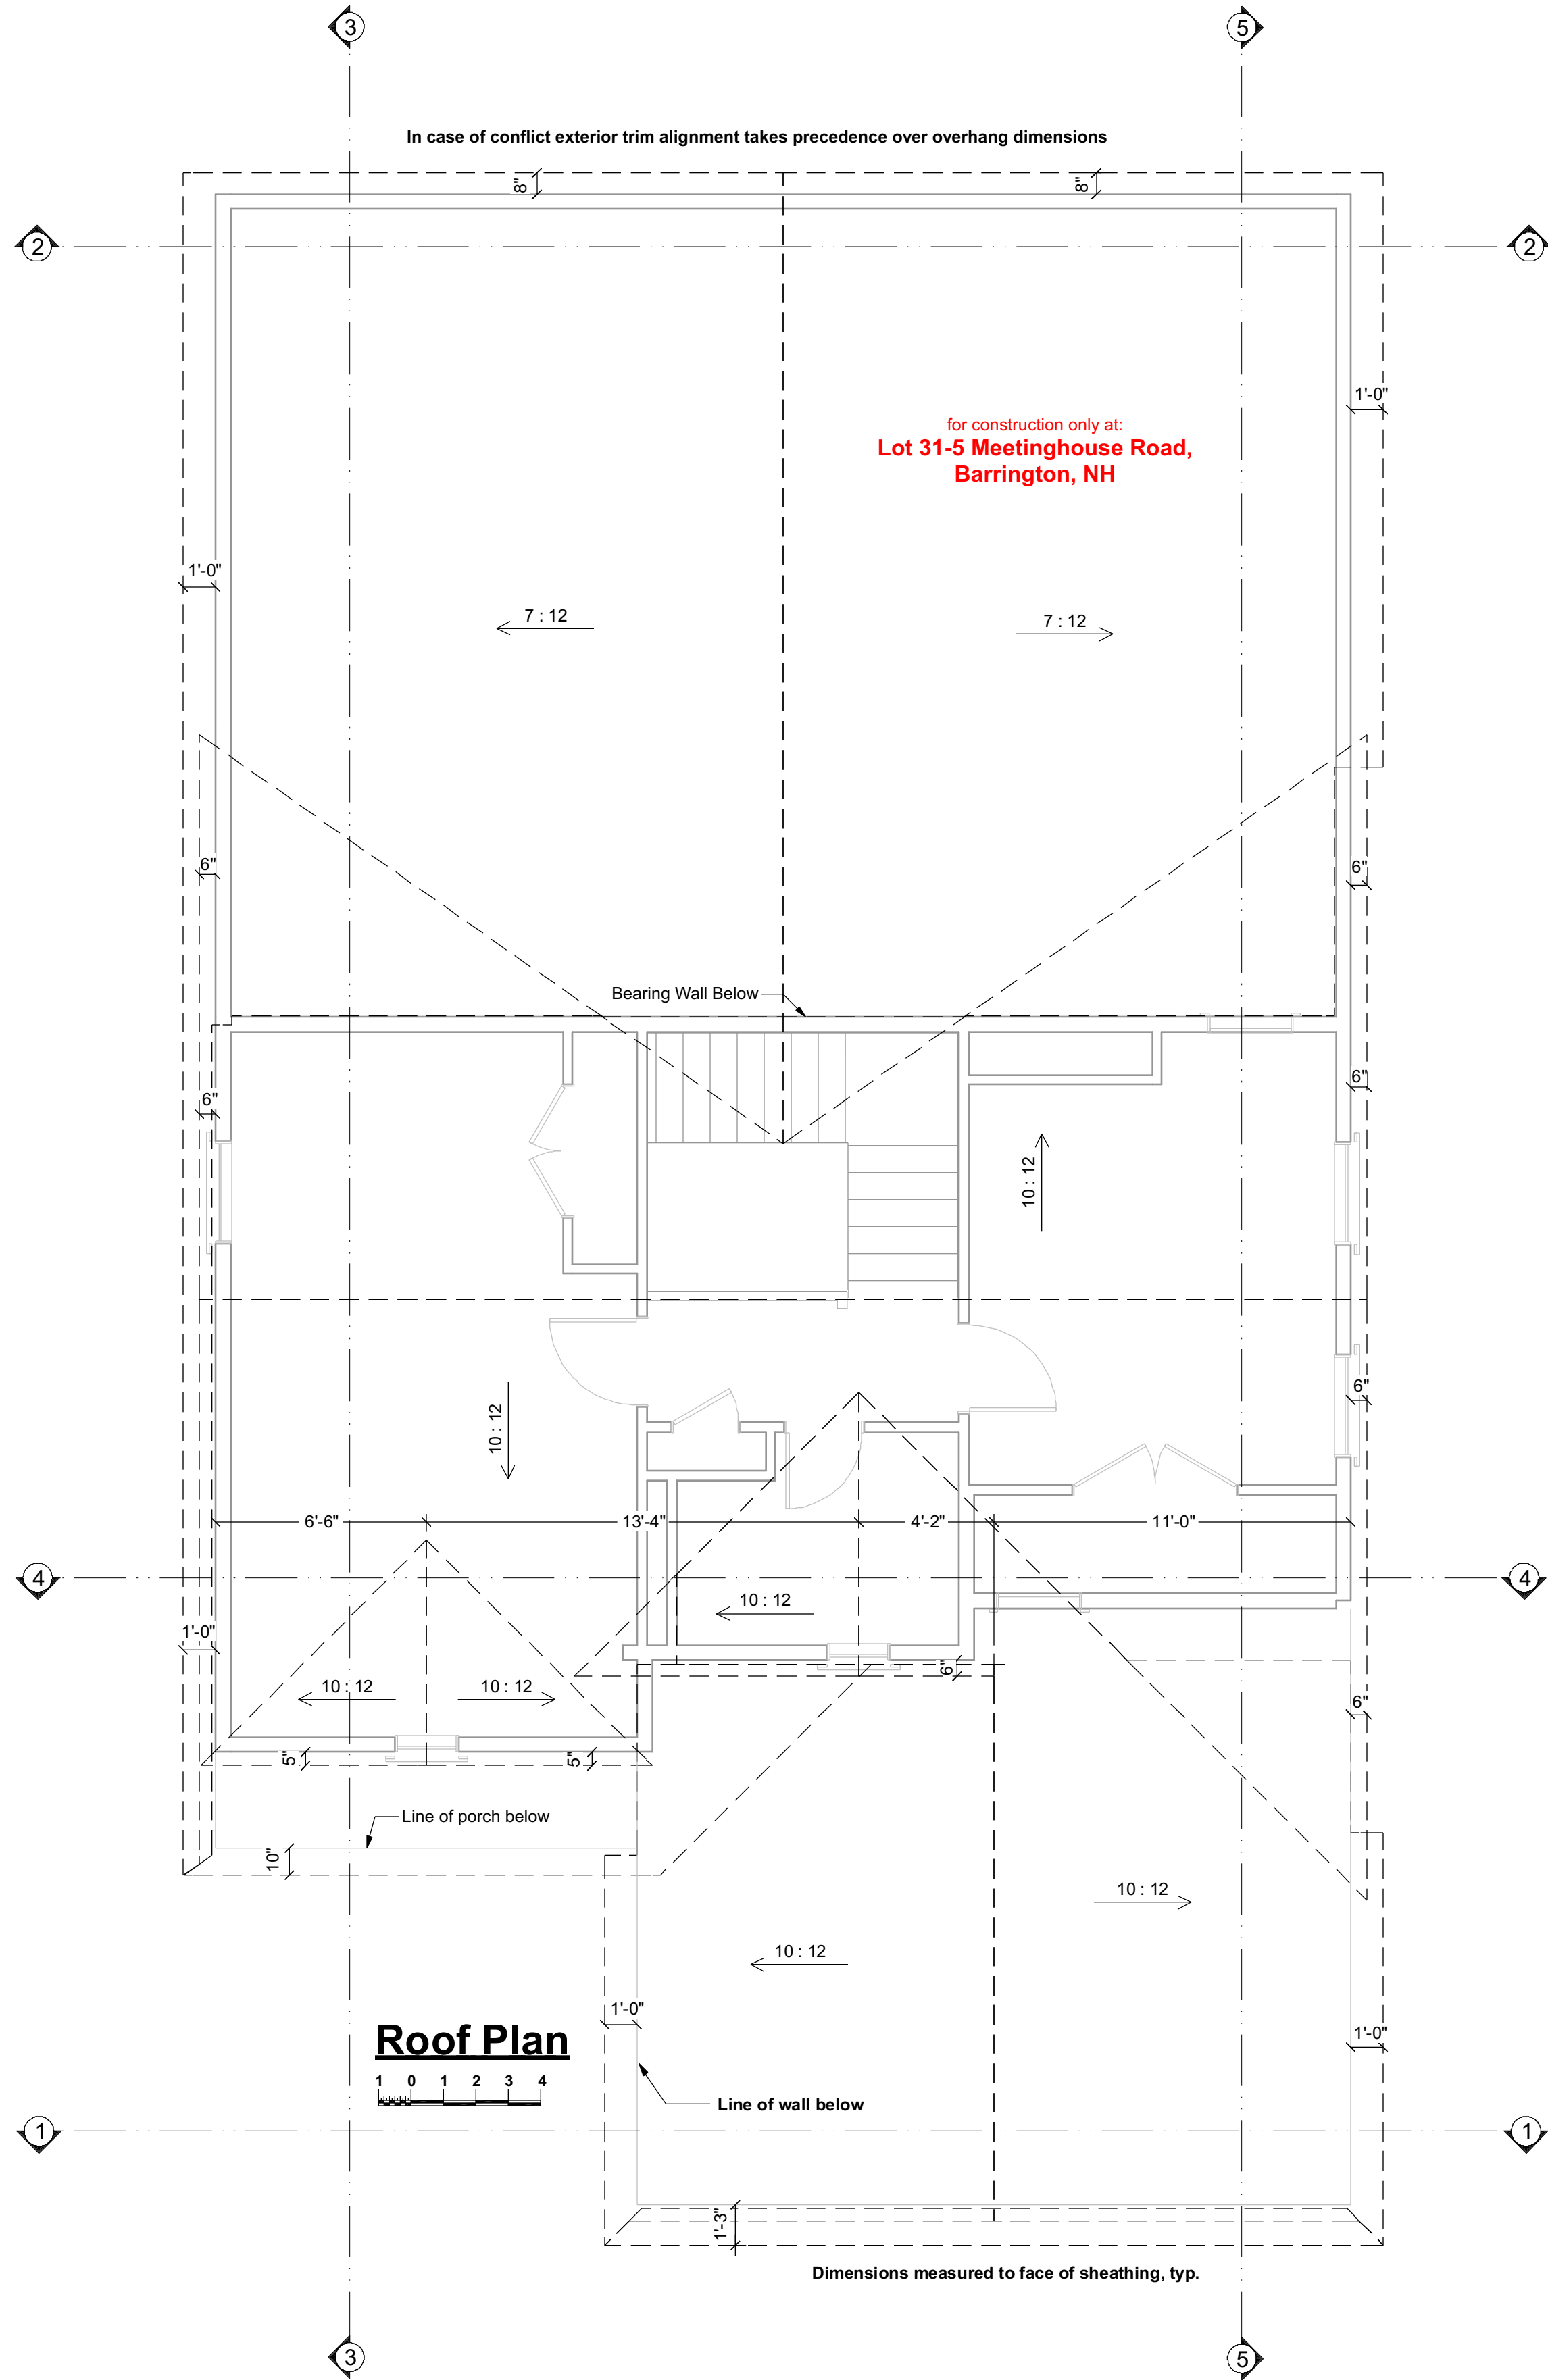 3
5
In case of conflict exterior trim alignment takes precedence over overhang dimensions
8"
8"
2
2
1'-0"
for construction only at:
Lot 31-5 Meetinghouse Road,
Barrington, NH
1'-0"
7 : 12
7 : 12
6"
6"
Bearing Wall Below
6"
6"
10 : 12
6"
10 : 12
6'-6"
13'-4"
4'-2"
11'-0"
4
4
10 : 12
1'-0"
6"
10 : 12
10 : 12
6"
5"
5"
Line of porch below
10"
10 : 12
10 : 12
1'-0"
1'-0"
Roof Plan
1 0 1 2 3 4
Line of wall below
1
1
1'-3"
Dimensions measured to face of sheathing, typ.
3
5